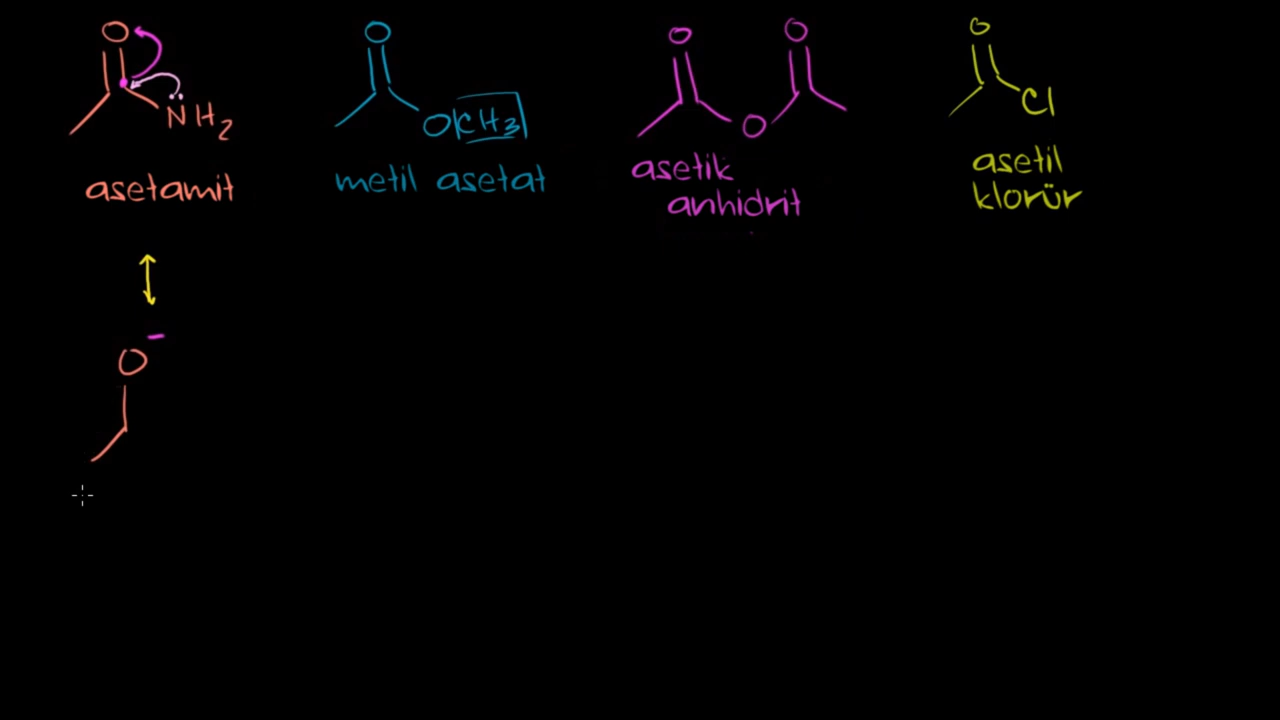 O
NH2
asetamit
O
OCH3
metil asetat
O O
O
asetik
anhidrit
O
Cl
asetil
klorür
O-